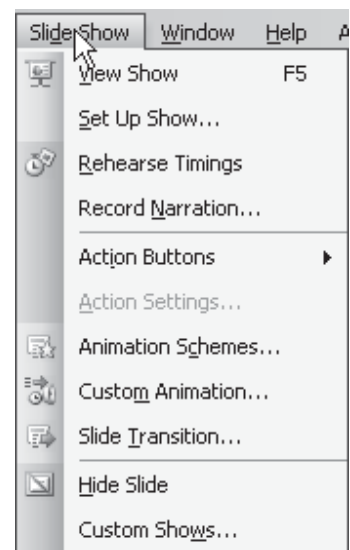 Slide Show Window Help A
View Show F5
Set Up Show...
Rehearse Timings
Record Narration...
Action Buttons
Action Settings...
Animation Schemes...
Custom Animation...
Slide Transition...
Hide Slide
Custom Shows...